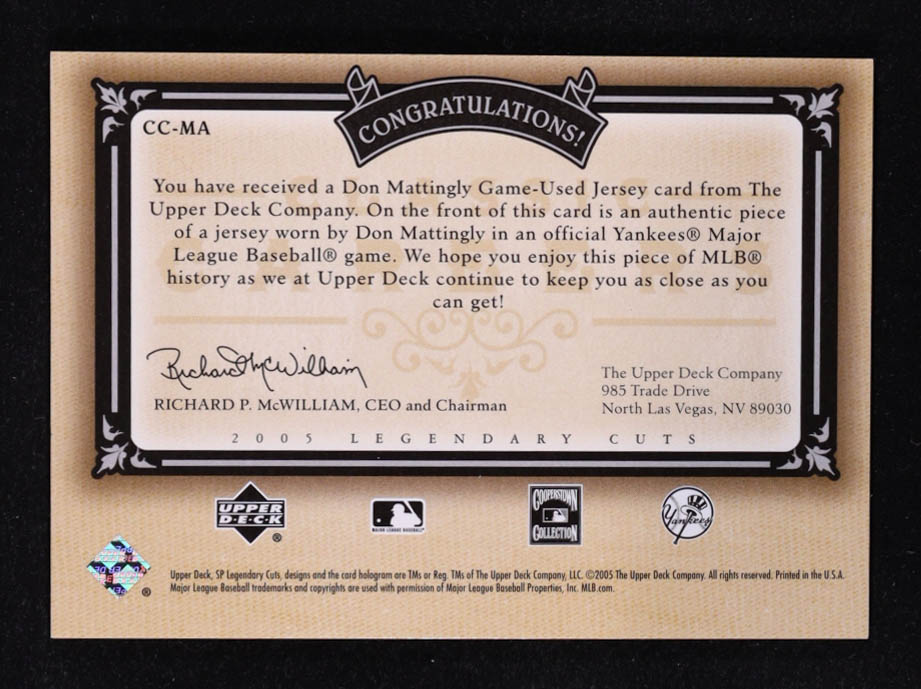 CONGRATULATIONS!
CC-MA
You have received a Don Mattingly Game-Used Jersey card from The
Upper Deck Company. On the front of this card is an authentic piece
of a jersey worn by Don Mattingly in an official Yankees® Major
League Baseball® game. We hope you enjoy this piece of MLB®
history as we at Upper Deck continue to keep you as close as you
can get!
Richard McWilliam
RICHARD P. McWILLIAM, CEO and Chairman
The Upper Deck Company
985 Trade Drive
North Las Vegas, NV 89030
2005 LEGENDARY CUTS
UPPER
D·E·C·K
®
MAJOR LEAGUE BASEBALL®
COOPERSTOWN
COLLECTION
Yankees
®
Upper Deck, SP Legendary Cuts, designs and the card hologram are TMs or Reg. TMs of The Upper Deck Company, LLC. ©2005 The Upper Deck Company. All rights reserved. Printed in the U.S.A.
Major League Baseball trademarks and copyrights are used with permission of Major League Baseball Properties, Inc. MLB.com.